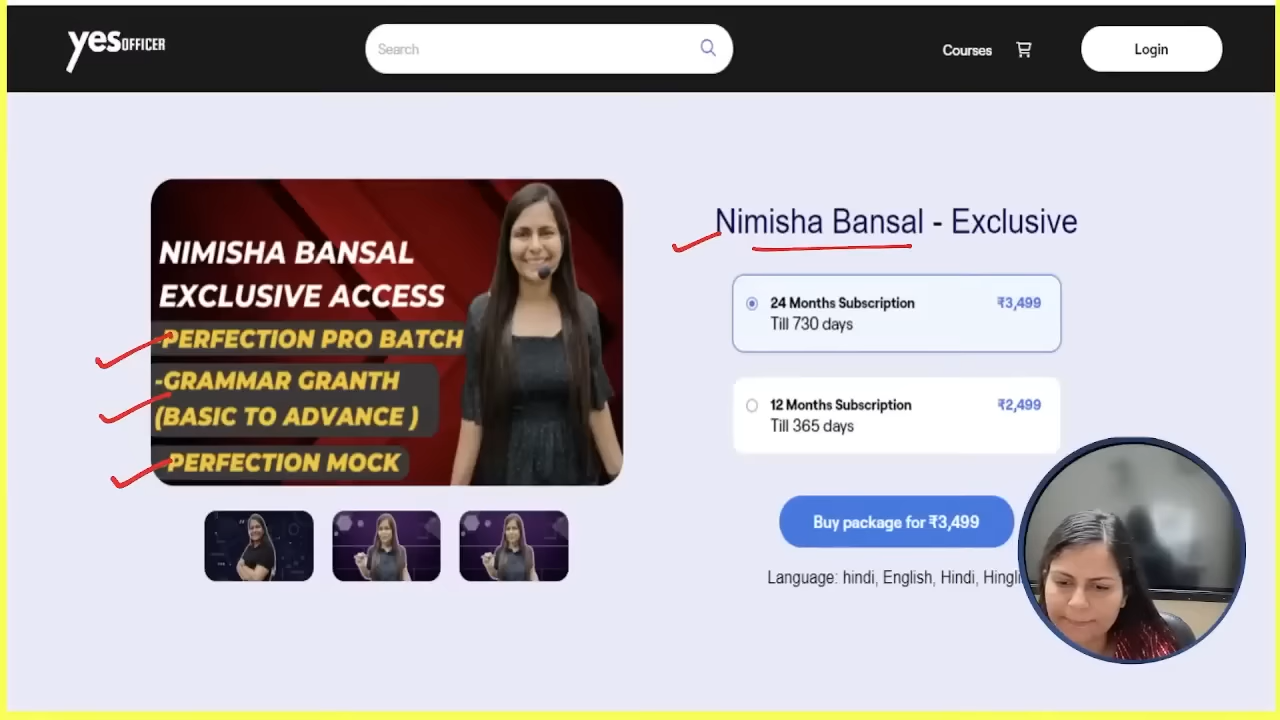 yes OFFICER
Search
Courses
Login
NIMISHA BANSAL
EXCLUSIVE ACCESS
-PERFECTION PRO BATCH
-GRAMMAR GRANTH
(BASIC TO ADVANCE )
-PERFECTION MOCK
Nimisha Bansal - Exclusive
24 Months Subscription
₹3,499
Till 730 days
12 Months Subscription
₹2,499
Till 365 days
Buy package for ₹3,499
Language: hindi, English, Hindi,